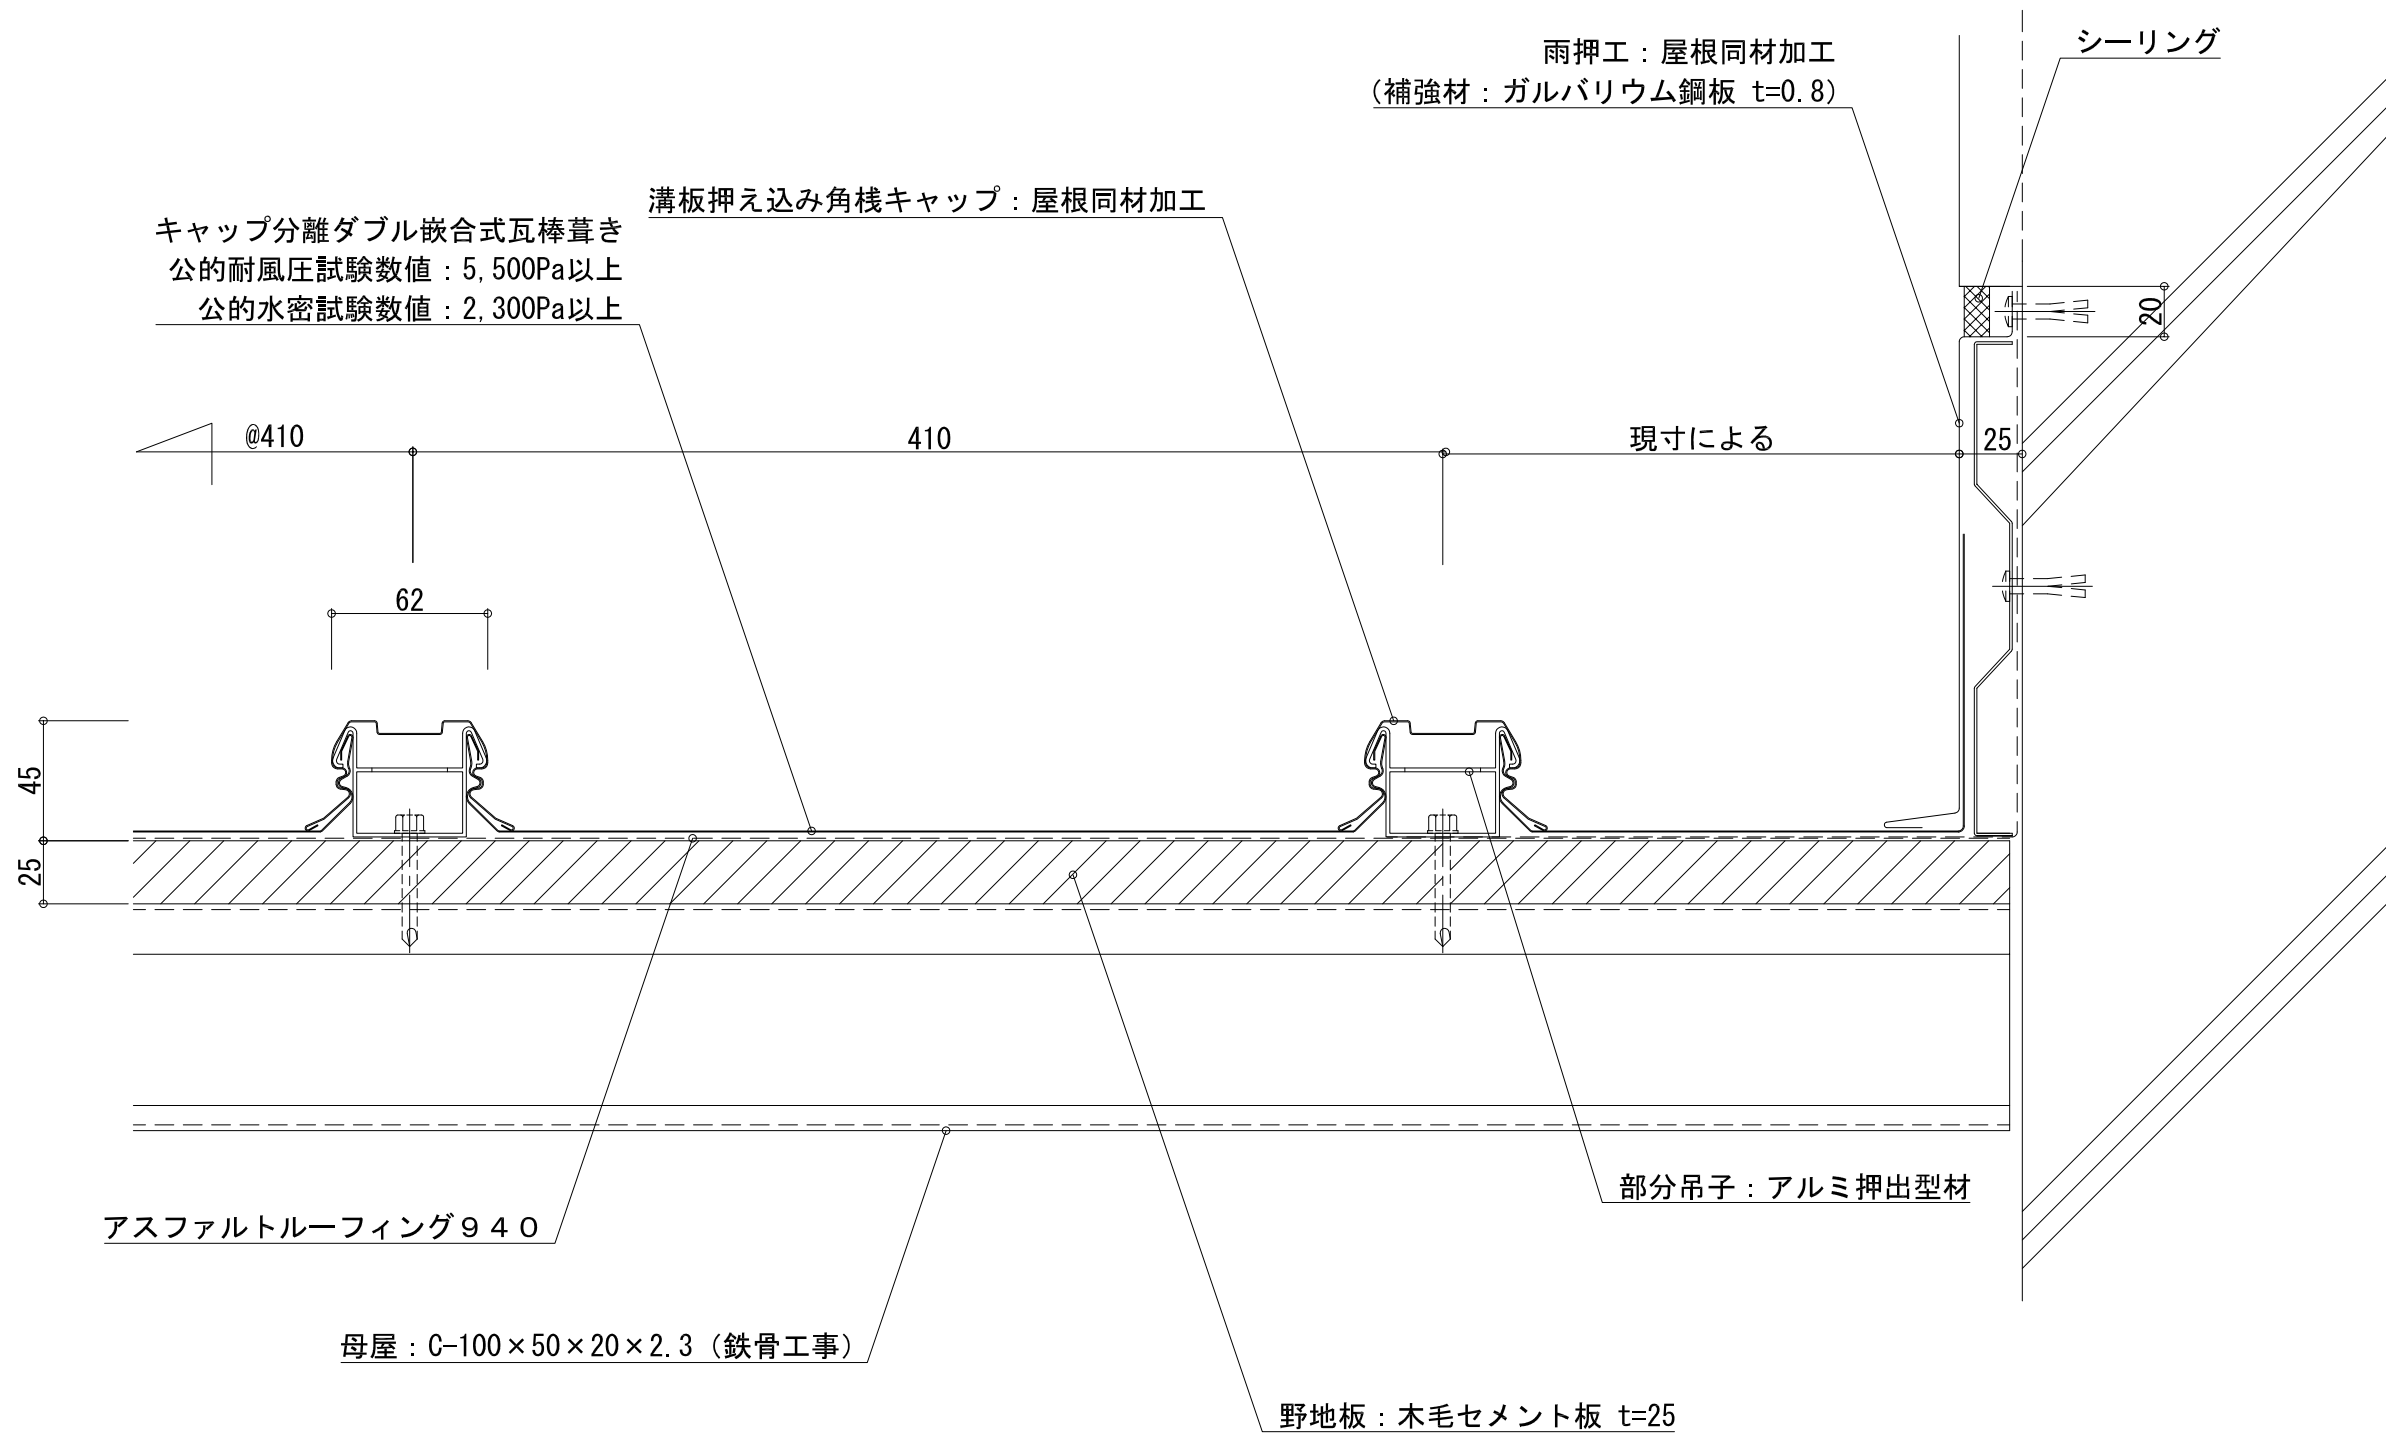 シーリング
雨押工：屋根同材加工
（補強材：ガルバリウム鋼板 t=0.8）
溝板押え込み角桟キャップ：屋根同材加工
キャップ分離ダブル嵌合式瓦棒葺き
公的耐風圧試験数値：5,500Pa以上
公的水密試験数値：2,300Pa以上
20
@410
410
現寸による
25
62
45
25
部分吊子：アルミ押出型材
アスファルトルーフィング９４０
母屋：C-100×50×20×2.3（鉄骨工事）
野地板：木毛セメント板 t=25